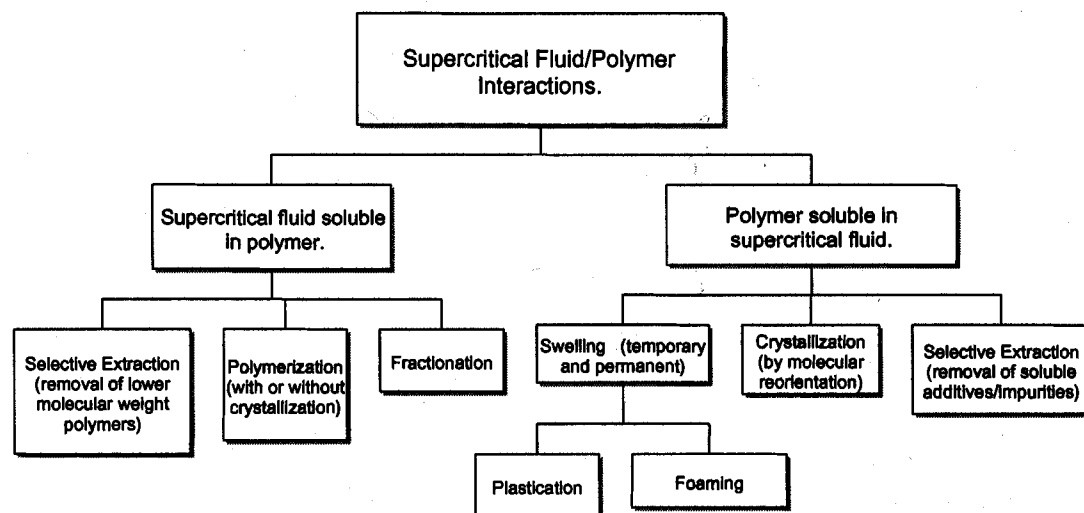 Supercritical Fluid/Polymer
Interactions.
Supercritical fluid soluble
in polymer.
Polymer soluble in
supercritical fluid.
Selective Extraction
(removal of lower
molecular weight
polymers)
Polymerization
(with or without
crystallization)
Fractionation
Swelling (temporary
and permanent)
Crystallization
(by molecular
reorientation)
Selective Extraction
(removal of soluble
additives/impurities)
Plastication
Foaming